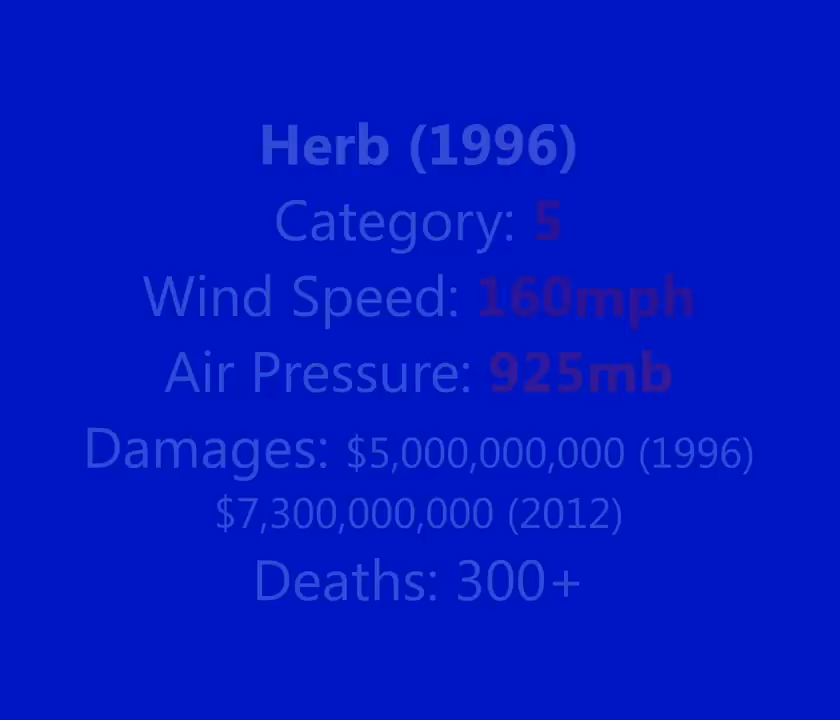 Herb (1996)
Category: 5
Wind Speed: 160mph
Air Pressure: 925mb
Damages: $5,000,000,000 (1996)
$7,300,000,000 (2012)
Deaths: 300+